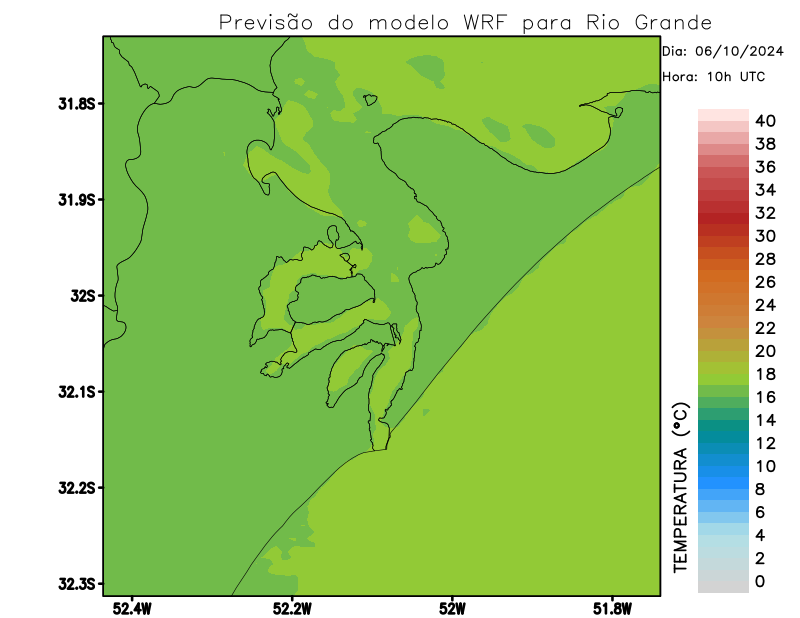 Previsão do modelo WRF para Rio Grande
Dia: 06/10/2024
Hora: 10h UTC
31.8S
31.9S
32S
32.1S
32.2S
32.3S
52.4W
52.2W
52W
51.8W
TEMPERATURA (°C)
40
38
36
34
32
30
28
26
24
22
20
18
16
14
12
10
8
6
4
2
0